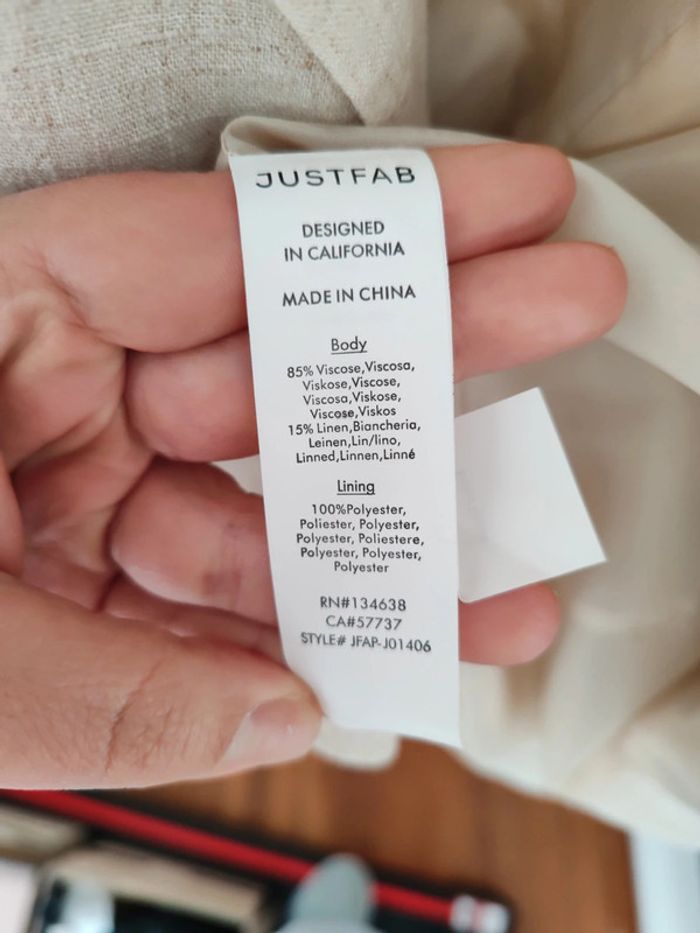 JUSTFAB
DESIGNED
IN CALIFORNIA
MADE IN CHINA
Body
85% Viscose,Viscosa,
Viskose,Viscose,
Viscosa,Viskose,
Viscose,Viskos
15% Linen,Biancheria,
Leinen,Lin/lino,
Linned,Linnen,Linné
Lining
100%Polyester,
Poliester, Polyester,
Polyester, Poliestere,
Polyester, Polyester,
Polyester
RN#134638
CA#57737
STYLE# JFAP-J01406